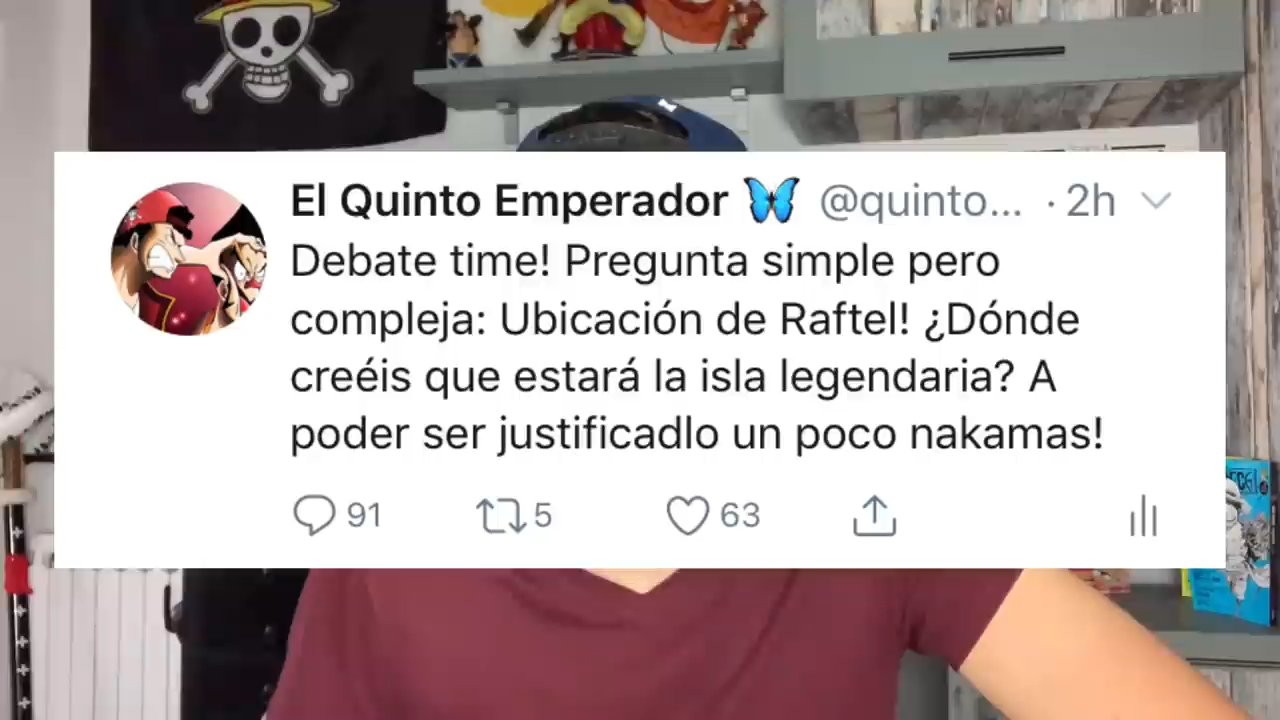 El Quinto Emperador 🦋 @quinto... · 2h
Debate time! Pregunta simple pero
compleja: Ubicación de Raftel! ¿Dónde
creéis que estará la isla legendaria? A
poder ser justificadlo un poco nakamas!
91 5 63